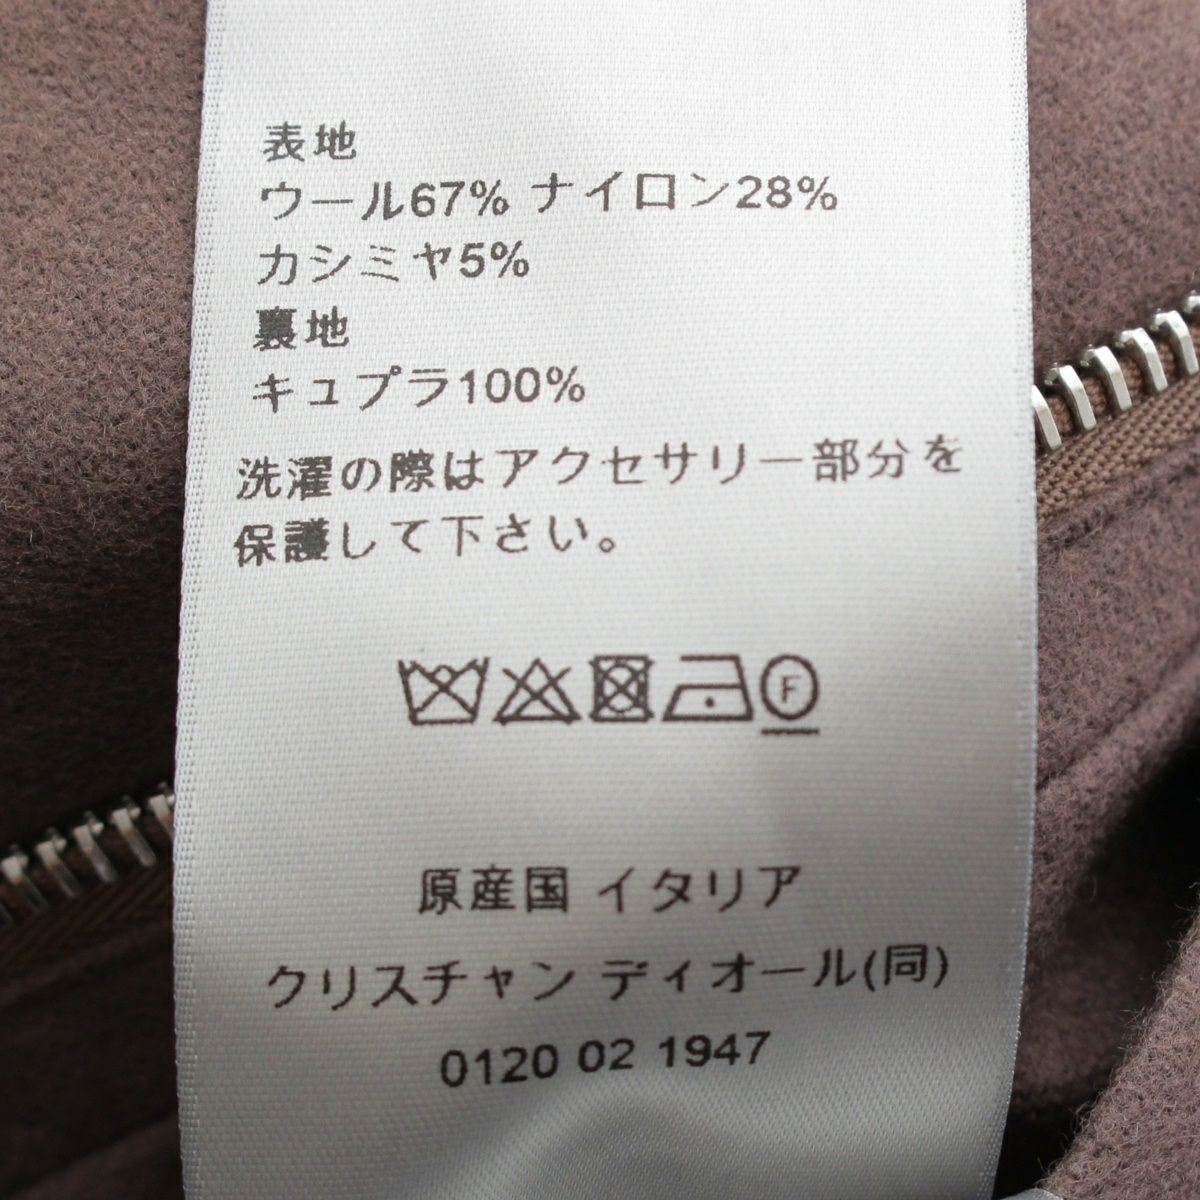 表地
ウール67% ナイロン28%
カシミヤ5%
裏地
キュプラ100%
洗濯の際はアクセサリー部分を
保護して下さい。
F
原産国 イタリア
クリスチャン ディオール(同)
0120 02 1947